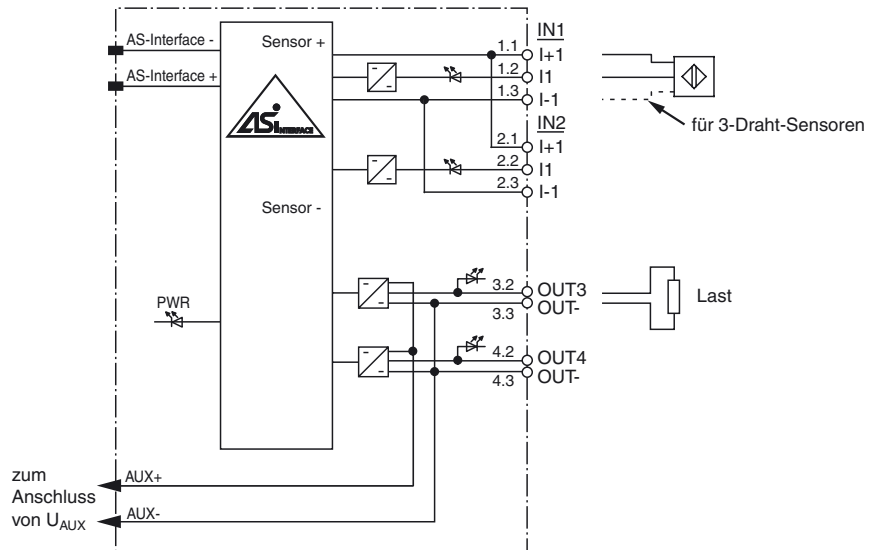 AS-Interface -
AS-Interface +
Sensor +
ASi INTERFACE
Sensor -
PWR
IN1
1.1 I+1
1.2 I1
1.3 I-1
IN2
2.1 I+1
2.2 I1
2.3 I-1
für 3-Draht-Sensoren
3.2 OUT3
3.3 OUT-
Last
4.2 OUT4
4.3 OUT-
zum
Anschluss
von UAUX
AUX+
AUX-